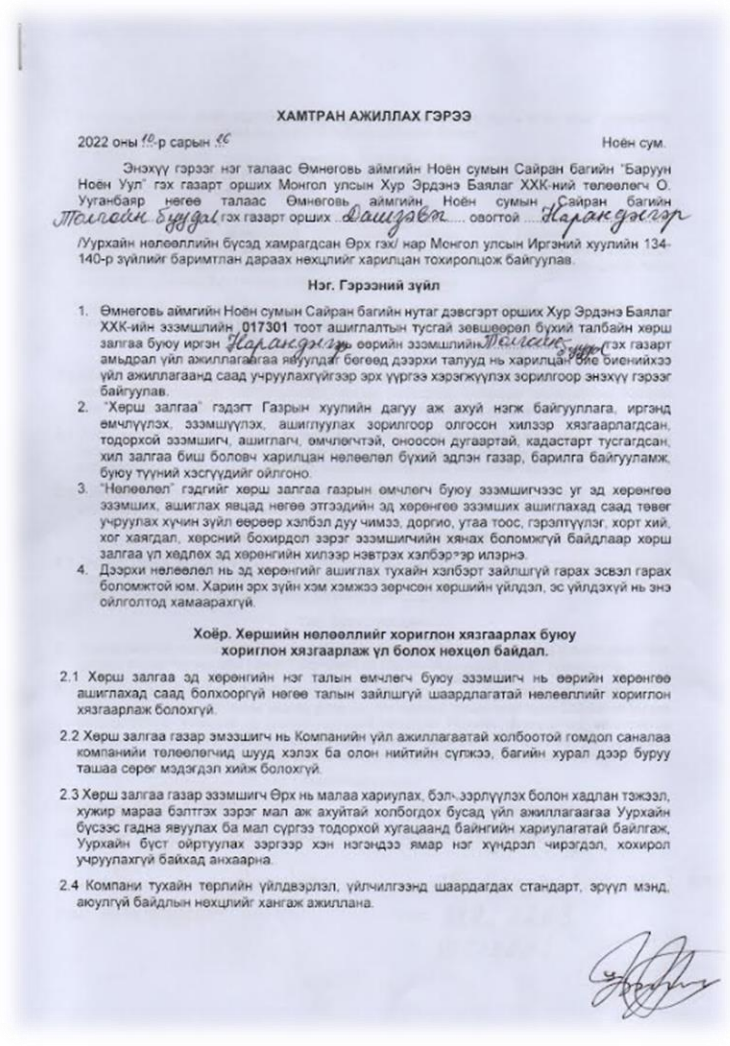 ХАМТРАН АЖИЛЛАХ ГЭРЭЭ
2022 оны 10-р сарын 26 Ноён сум.
Энэхүү гэрээг нэг талаас Өмнөговь аймгийн Ноён сумын Сайран багийн "Баруун
Ноён Уул" гэх газарт орших Монгол улсын Хур Эрдэнэ Баялаг ХХК-ний төлөөлөгч О.
Ууганбаяр нөгөө талаас Өмнөговь аймгийн Ноён сумын Сайран багийн
Толгойн буудал гэх газарт орших ...Дашзэвэг..... овогтой ....Нарандэгэр
/Уурхайн нөлөөллийн бүсэд хамрагдсан Өрх гэх/ нар Монгол улсын Иргэний хуулийн 134-
140-р зүйлийг баримтлан дараах нөхцлийг харилцан тохиролцож байгуулав.
Нэг. Гэрээний зүйл
1. Өмнөговь аймгийн Ноён сумын Сайран багийн нутаг дэвсгэрт орших Хур Эрдэнэ Баялаг
ХХК-ийн эзэмшлийн 017301 тоот ашиглалтын тусгай зөвшөөрөл бүхий талбайн хөрш
залгаа буюу иргэн Нарандэгэр нь өөрийн эзэмшлийн Толгойн буудал гэх газарт
амьдрал үйл ажиллагаагаа явуулдаг бөгөөд дээрхи талууд нь харилцан бие биенийхээ
үйл ажиллагаанд саад учруулахгүйгээр эрх үүргээ хэрэгжүүлэх зорилгоор энэхүү гэрээг
байгуулав.
2. "Хөрш залгаа" гэдэгт Газрын хуулийн дагуу аж ахуй нэгж байгууллага, иргэнд
өмчлүүлэх, эзэмшүүлэх, ашиглуулах зорилгоор олгосон хилээр хязгаарлагдсан,
тодорхой эзэмшигч, ашиглагч, өмчлөгчтэй, оноосон дугаартай, кадастарт тусгагдсан,
хил залгаа биш боловч харилцан нөлөөлөл бүхий эдлэн газар, барилга байгууламж,
буюу түүний хэсгүүдийг ойлгоно.
3. "Нөлөөлөл" гэдгийг хөрш залгаа газрын өмчлөгч буюу эзэмшигчээс уг эд хөрөнгөө
эзэмших, ашиглах явцад нөгөө этгээдийн эд хөрөнгөө эзэмших ашиглахад саад төвөг
учруулах хүчин зүйл өөрөөр хэлбэл дуу чимээ, доргио, утаа тоос, гэрэлтүүлэг, хорт хий,
хог хаягдал, хөрсний бохирдол зэрэг эзэмшигчийн хянах боломжгүй байдлаар хөрш
залгаа үл хөдлөх эд хөрөнгийн хилээр нэвтрэх хэлбэрээр илэрнэ.
4. Дээрхи нөлөөлөл нь эд хөрөнгийг ашиглах тухайн хэлбэрт зайлшгүй гарах эсвэл гарах
боломжтой юм. Харин эрх зүйн хэм хэмжээ зөрчсөн хөршийн үйлдэл, эс үйлдэхүй нь энэ
ойлголтод хамаарахгүй.
Хоёр. Хөршийн нөлөөллийг хориглон хязгаарлах буюу
хориглон хязгаарлаж үл болох нөхцөл байдал.
2.1 Хөрш залгаа эд хөрөнгийн нэг талын өмчлөгч буюу эзэмшигч нь өөрийн хөрөнгөө
ашиглахад саад болхооргүй нөгөө талын зайлшгүй шаардлагатай нөлөөллийг хориглон
хязгаарлаж болохгүй.
2.2 Хөрш залгаа газар эмзэшигч нь Компанийн үйл ажиллагаатай холбоотой гомдол саналаа
компанийи төлөөлөгчид шууд хэлэх ба олон нийтийн сүлжээ, багийн хурал дээр буруу
ташаа сөрөг мэдэгдэл хийж болохгүй.
2.3 Хөрш залгаа газар эзэмшигч Өрх нь малаа хариулах, бэлчээрлүүлэх болон хадлан тэжээл,
хужир мараа бэлтгэх зэрэг мал аж ахуйтай холбогдох бусад үйл ажиллагаагаа Уурхайн
бүсээс гадна явуулах ба мал сүргээ тодорхой хугацаанд байнгийн хариулагатай байлгаж,
Уурхайн бүст ойртуулах зэргээр хэн нэгэндээ ямар нэг хүндрэл чирэгдэл, хохирол
учруулахгүй байхад анхаарна.
2.4 Компани тухайн төрлийн үйлдвэрлэл, үйлчилгээнд шаардагдах стандарт, эрүүл мэнд,
аюулгүй байдлын нөхцлийг хангаж ажиллана.